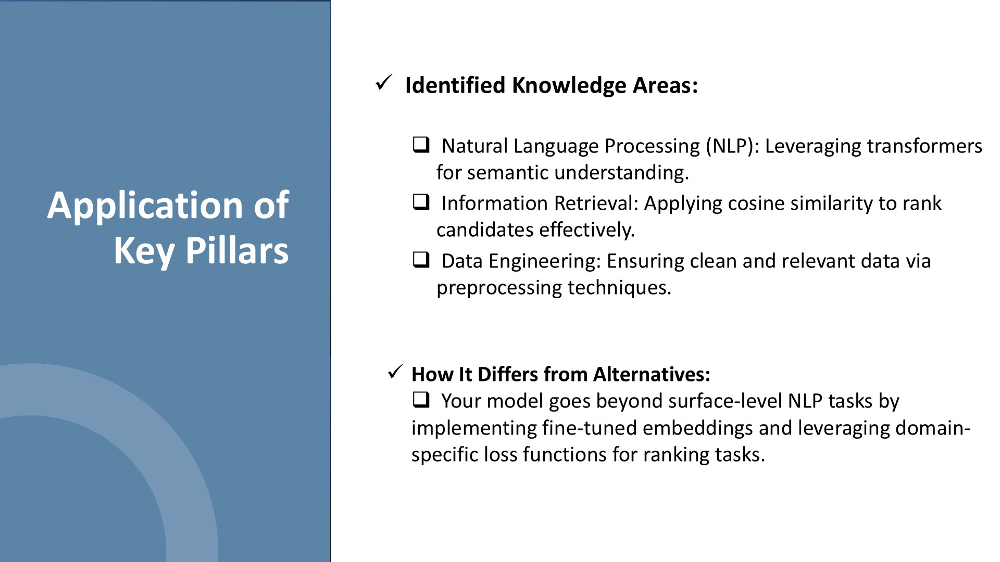 Application of
Key Pillars
✓ Identified Knowledge Areas:
❑ Natural Language Processing (NLP): Leveraging transformers
for semantic understanding.
❑ Information Retrieval: Applying cosine similarity to rank
candidates effectively.
❑ Data Engineering: Ensuring clean and relevant data via
preprocessing techniques.
✓ How It Differs from Alternatives:
❑ Your model goes beyond surface-level NLP tasks by
implementing fine-tuned embeddings and leveraging domain-
specific loss functions for ranking tasks.